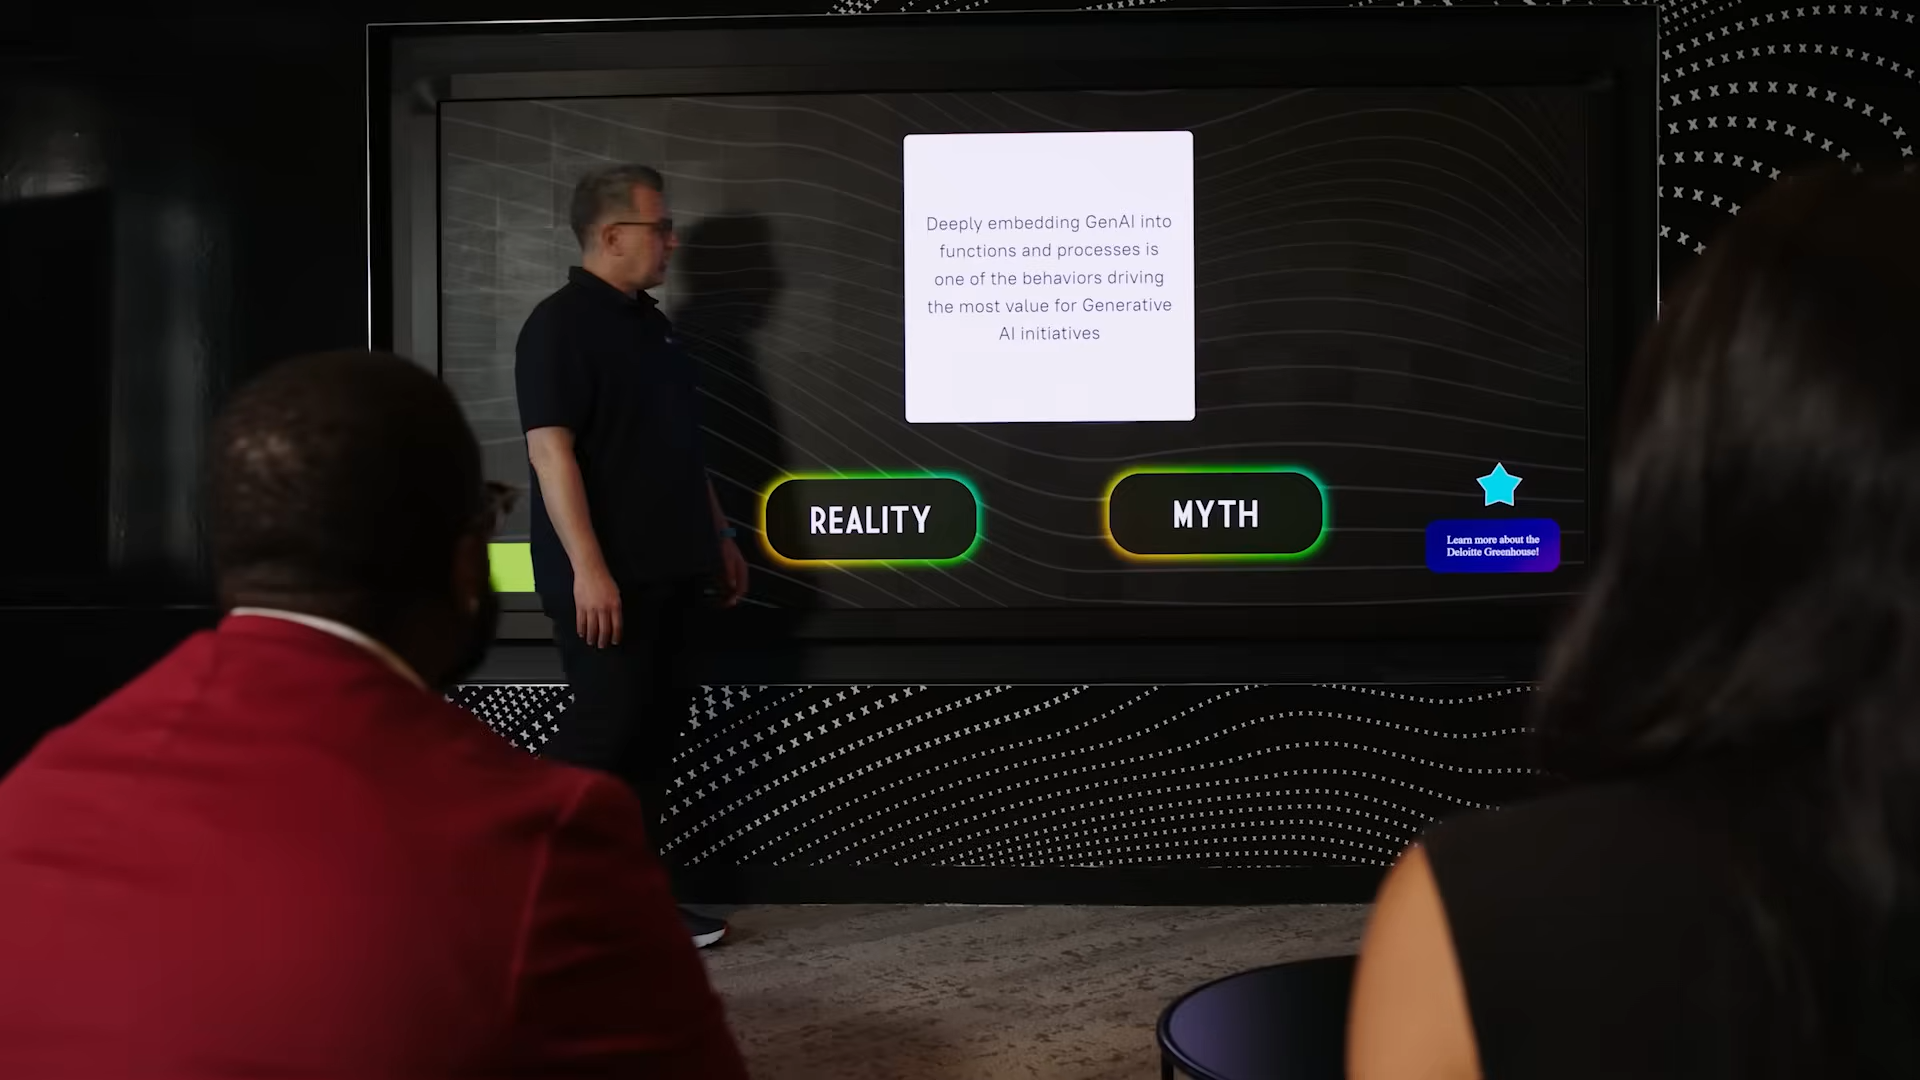 Deeply embedding GenAI into
functions and processes is
one of the behaviors driving
the most value for Generative
AI initiatives
REALITY
MYTH
Learn more about the
Deloitte Greenhouse!